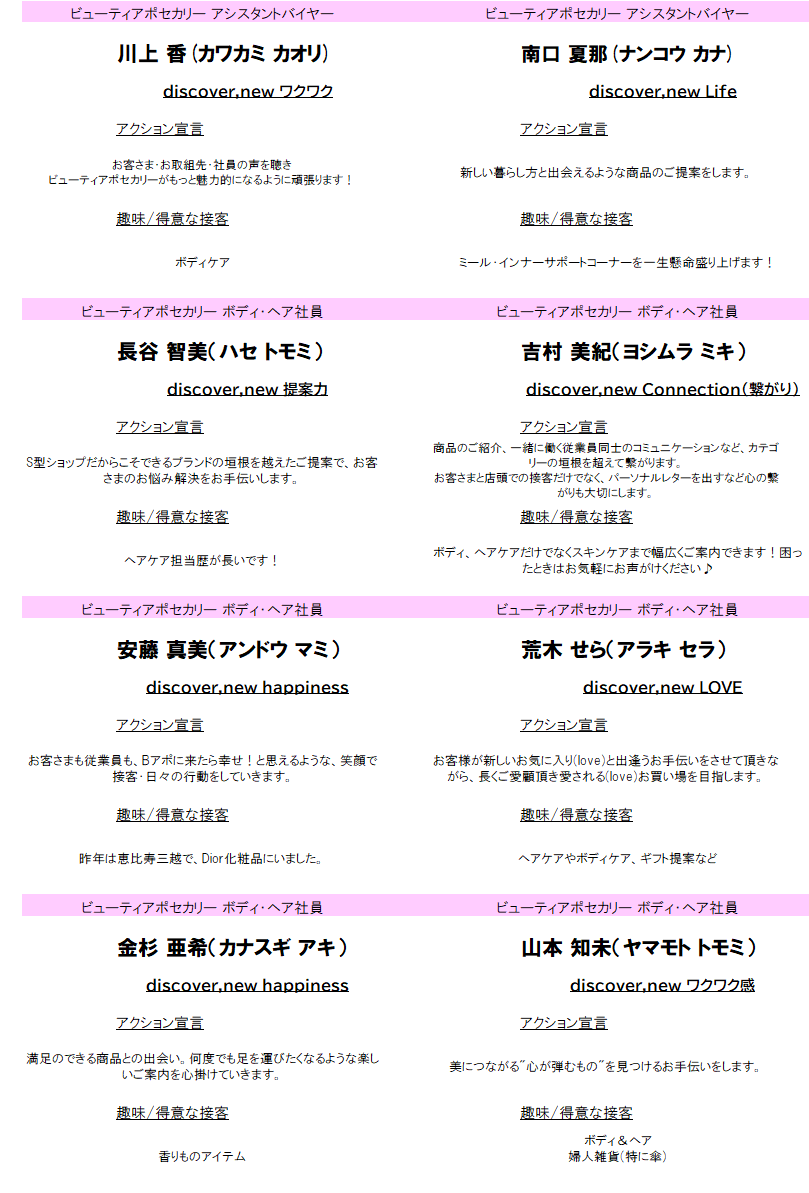 ビューティアポセカリー アシスタントバイヤー
川上 香(カワカミ カオリ)
discover,new ワクワク
アクション宣言
お客さま・お取組先・社員の声を聴き
ビューティアポセカリーがもっと魅力的になるように頑張ります！
趣味/得意な接客
ボディケア
ビューティアポセカリー アシスタントバイヤー
南口 夏那(ナンコウ カナ)
discover,new Life
アクション宣言
新しい暮らし方と出会えるような商品のご提案をします。
趣味/得意な接客
ミール・インナーサポートコーナーを一生懸命盛り上げます！
ビューティアポセカリー ボディ・ヘア社員
長谷 智美(ハセ トモミ)
discover,new 提案力
アクション宣言
S型ショップだからこそできるブランドの垣根を越えたご提案で、お客
さまのお悩み解決をお手伝いします。
趣味/得意な接客
ヘアケア担当歴が長いです！
ビューティアポセカリー ボディ・ヘア社員
吉村 美紀(ヨシムラ ミキ)
discover,new Connection(繋がり)
アクション宣言
商品のご紹介、一緒に働く従業員同士のコミュニケーションなど、カテゴ
リーの垣根を超えて繋がります。
お客さまと店頭での接客だけでなく、パーソナルレターを出すなど心の繋
がりも大切にします。
趣味/得意な接客
ボディ、ヘアケアだけでなくスキンケアまで幅広くご案内できます！困っ
たときはお気軽にお声がけください♪
ビューティアポセカリー ボディ・ヘア社員
安藤 真美(アンドウ マミ)
discover,new happiness
アクション宣言
お客さまも従業員も、Bアポに来たら幸せ！と思えるような、笑顔で
接客・日々の行動をしていきます。
趣味/得意な接客
昨年は恵比寿三越で、Dior化粧品にいました。
ビューティアポセカリー ボディ・ヘア社員
荒木 せら(アラキ セラ)
discover,new LOVE
アクション宣言
お客様が新しいお気に入り(love)と出逢うお手伝いをさせて頂きな
がら、長くご愛顧頂き愛される(love)お買い場を目指します。
趣味/得意な接客
ヘアケアやボディケア、ギフト提案など
ビューティアポセカリー ボディ・ヘア社員
金杉 亜希(カナスギ アキ)
discover,new happiness
アクション宣言
満足のできる商品との出会い。何度でも足を運びたくなるような楽し
いご案内を心掛けていきます。
趣味/得意な接客
香りものアイテム
ビューティアポセカリー ボディ・ヘア社員
山本 知未(ヤマモト トモミ)
discover,new ワクワク感
アクション宣言
美につながる"心が弾むもの"を見つけるお手伝いをします。
趣味/得意な接客
ボディ＆ヘア
婦人雑貨(特に傘)